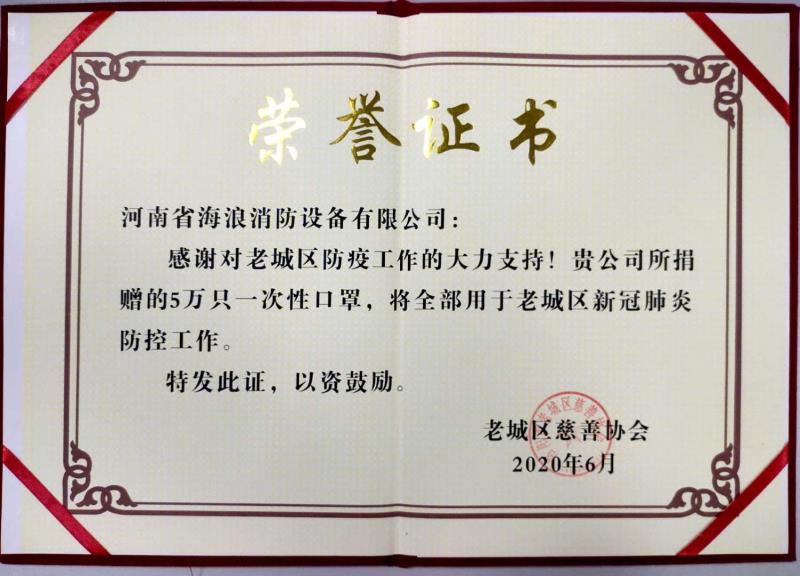 荣誉证书
河南省海浪消防设备有限公司：
感谢对老城区防疫工作的大力支持！贵公司所捐
赠的5万只一次性口罩，将全部用于老城区新冠肺炎
防控工作。
特发此证，以资鼓励。
老城区慈善协会
2020年6月